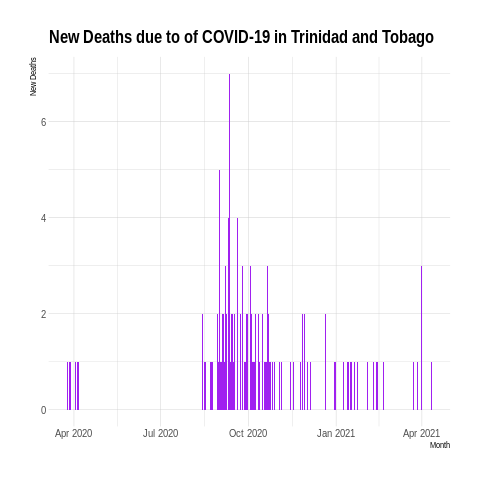 New Deaths due to of COVID-19 in Trinidad and Tobago
New Deaths
6
4
2
0
Apr 2020 Jul 2020 Oct 2020 Jan 2021 Apr 2021
Month